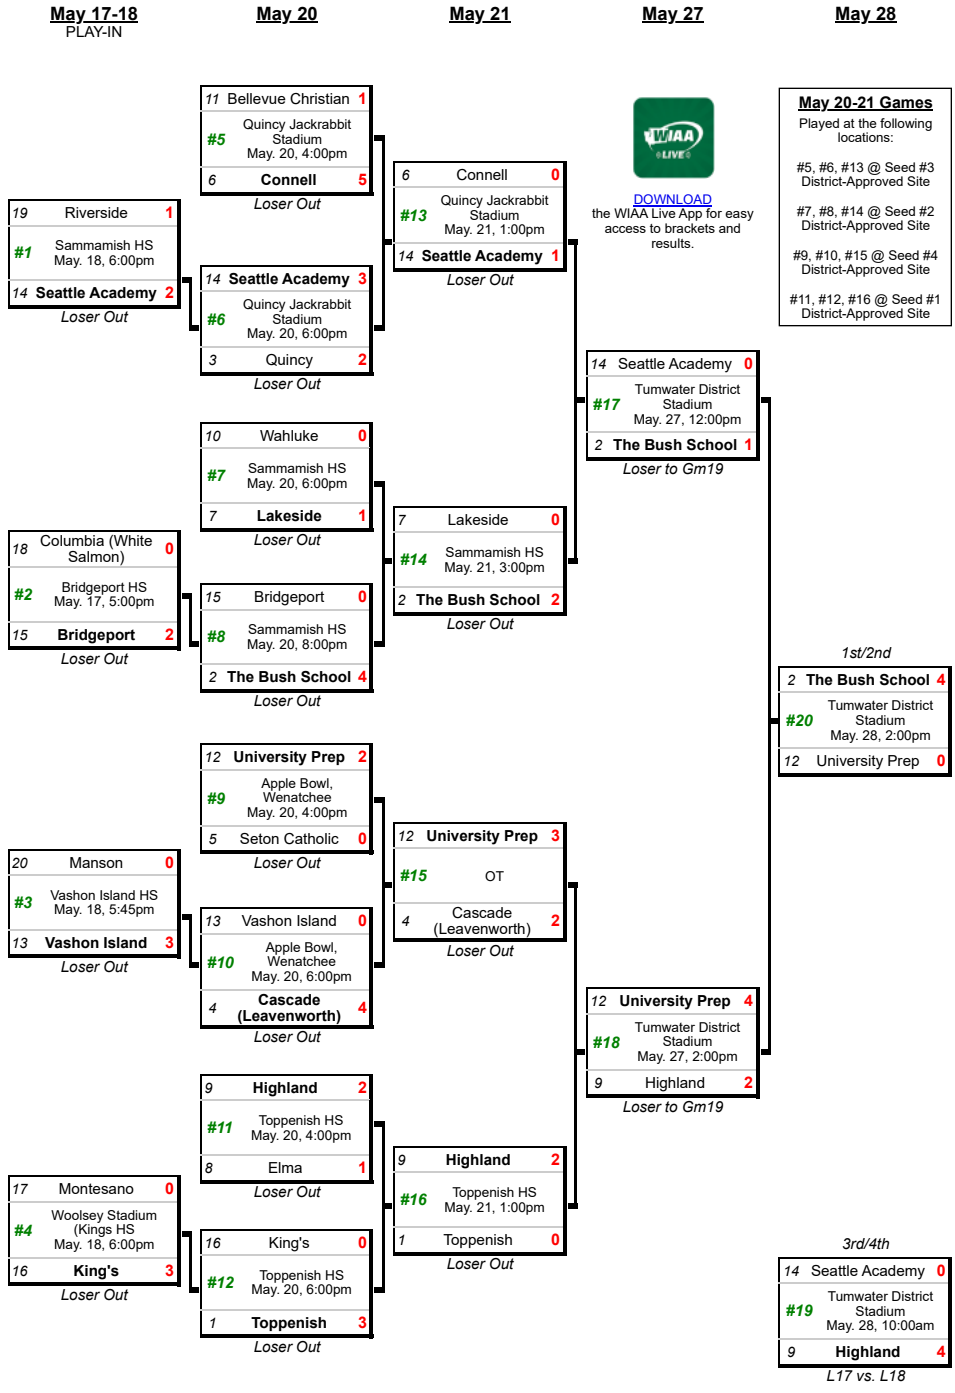 May 17-18
PLAY-IN
May 20
May 21
May 27
May 28
19 Riverside 1
#1 Sammamish HS
May. 18, 6:00pm
14 Seattle Academy 2
Loser Out
18 Columbia (White
Salmon) 0
#2 Bridgeport HS
May. 17, 5:00pm
15 Bridgeport 2
Loser Out
20 Manson 0
#3 Vashon Island HS
May. 18, 5:45pm
13 Vashon Island 3
Loser Out
17 Montesano 0
#4 Woolsey Stadium
(Kings HS
May. 18, 6:00pm
16 King's 3
Loser Out
11 Bellevue Christian 1
#5 Quincy Jackrabbit
Stadium
May. 20, 4:00pm
6 Connell 5
Loser Out
14 Seattle Academy 3
#6 Quincy Jackrabbit
Stadium
May. 20, 6:00pm
3 Quincy 2
Loser Out
10 Wahluke 0
#7 Sammamish HS
May. 20, 6:00pm
7 Lakeside 1
Loser Out
15 Bridgeport 0
#8 Sammamish HS
May. 20, 8:00pm
2 The Bush School 4
Loser Out
12 University Prep 2
#9 Apple Bowl,
Wenatchee
May. 20, 4:00pm
5 Seton Catholic 0
Loser Out
13 Vashon Island 0
#10 Apple Bowl,
Wenatchee
May. 20, 6:00pm
4 Cascade
(Leavenworth) 4
Loser Out
9 Highland 2
#11 Toppenish HS
May. 20, 4:00pm
8 Elma 1
Loser Out
16 King's 0
#12 Toppenish HS
May. 20, 6:00pm
1 Toppenish 3
Loser Out
6 Connell 0
#13 Quincy Jackrabbit
Stadium
May. 21, 1:00pm
14 Seattle Academy 1
Loser Out
7 Lakeside 0
#14 Sammamish HS
May. 21, 3:00pm
2 The Bush School 2
Loser Out
12 University Prep 3
#15 OT
4 Cascade
(Leavenworth) 2
Loser Out
9 Highland 2
#16 Toppenish HS
May. 21, 1:00pm
1 Toppenish 0
Loser Out
WIAA
LIVE
DOWNLOAD
the WIAA Live App for easy
access to brackets and
results.
14 Seattle Academy 0
#17 Tumwater District
Stadium
May. 27, 12:00pm
2 The Bush School 1
Loser to Gm19
12 University Prep 4
#18 Tumwater District
Stadium
May. 27, 2:00pm
9 Highland 2
Loser to Gm19
May 20-21 Games
Played at the following
locations:
#5, #6, #13 @ Seed #3
District-Approved Site
#7, #8, #14 @ Seed #2
District-Approved Site
#9, #10, #15 @ Seed #4
District-Approved Site
#11, #12, #16 @ Seed #1
District-Approved Site
1st/2nd
2 The Bush School 4
#20 Tumwater District
Stadium
May. 28, 2:00pm
12 University Prep 0
3rd/4th
14 Seattle Academy 0
#19 Tumwater District
Stadium
May. 28, 10:00am
9 Highland 4
L17 vs. L18